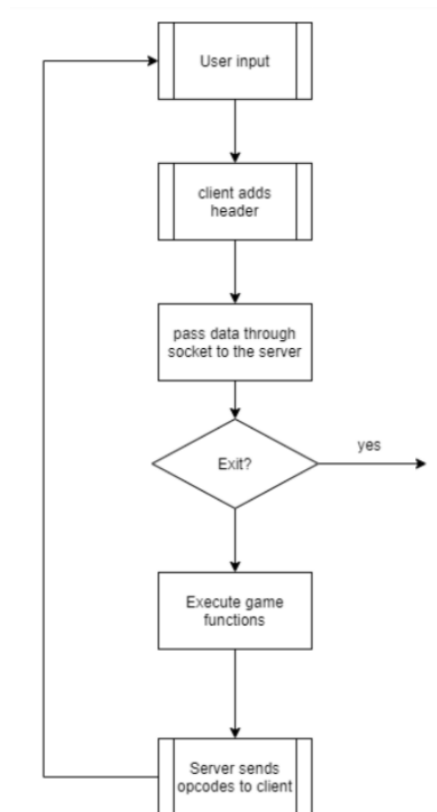 User input
client adds
header
pass data through
socket to the server
Exit?
yes
Execute game
functions
Server sends
opcodes to client